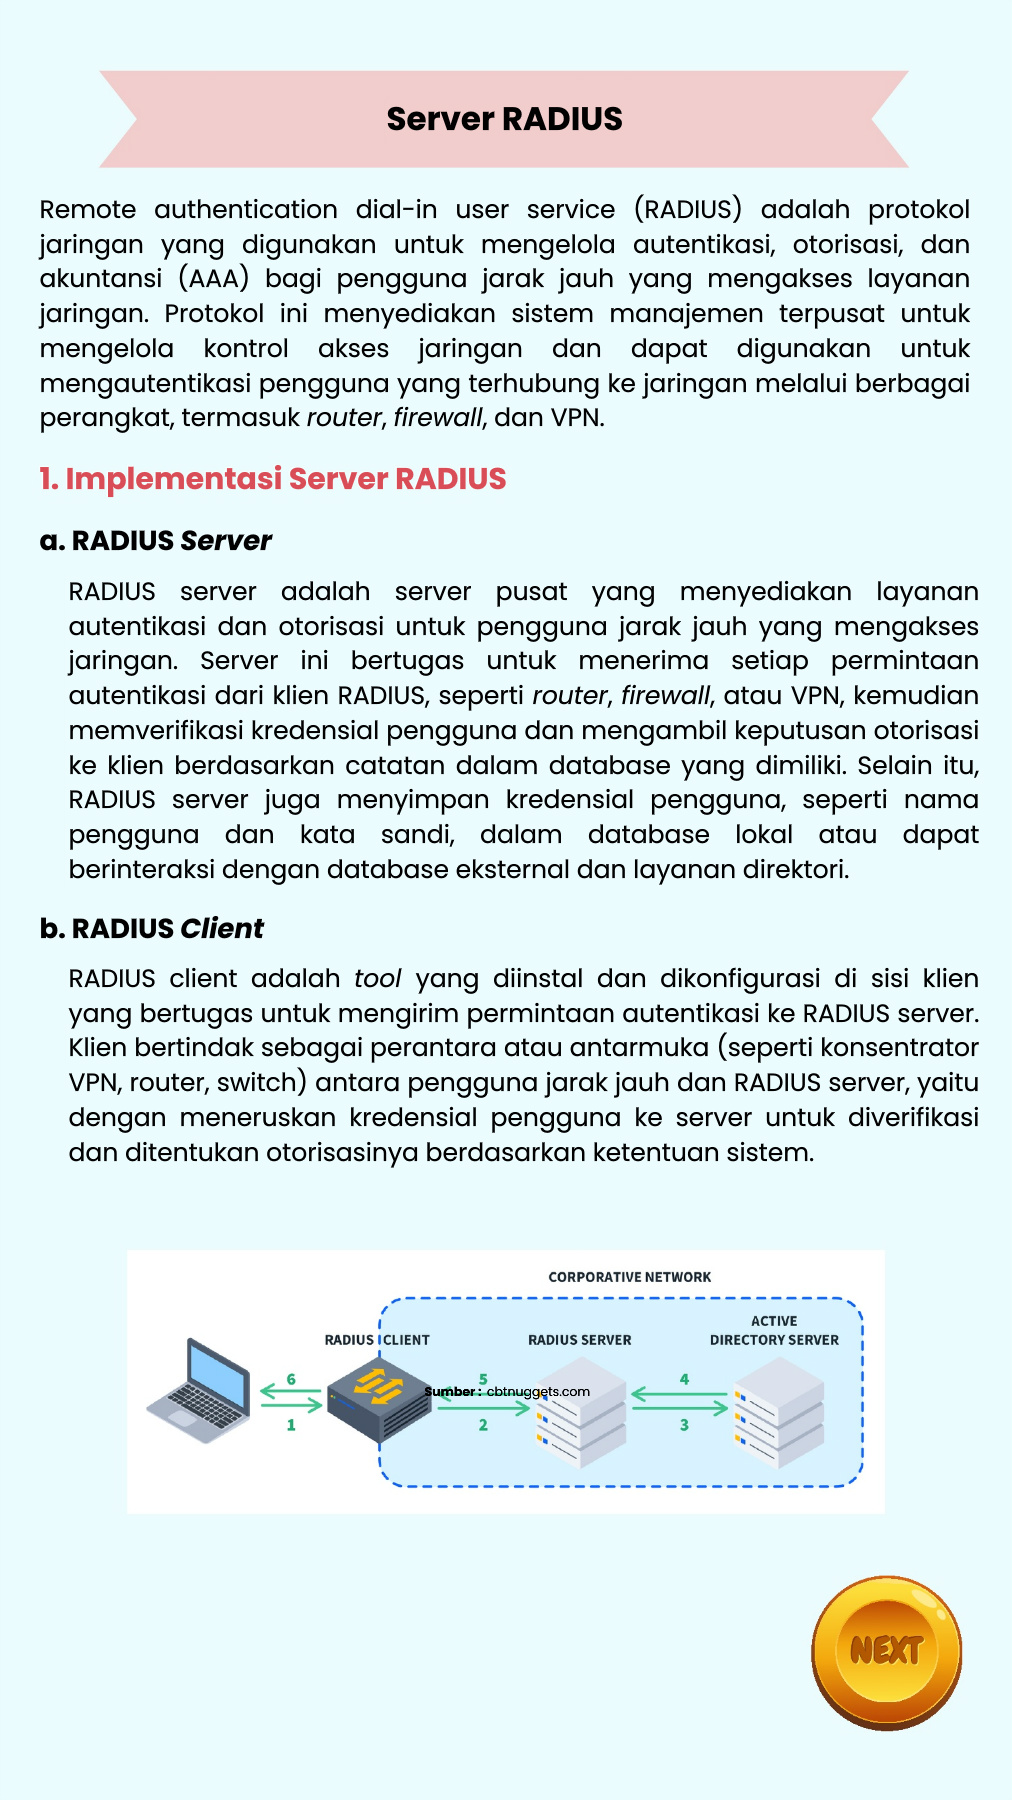 Server RADIUS
Remote authentication dial-in user service (RADIUS) adalah protokol
jaringan yang digunakan untuk mengelola autentikasi, otorisasi, dan
akuntansi (AAA) bagi pengguna jarak jauh yang mengakses layanan
jaringan. Protokol ini menyediakan sistem manajemen terpusat untuk
mengelola kontrol akses jaringan dan dapat digunakan untuk
mengautentikasi pengguna yang terhubung ke jaringan melalui berbagai
perangkat, termasuk router, firewall, dan VPN.
1. Implementasi Server RADIUS
a. RADIUS Server
RADIUS server adalah server pusat yang menyediakan layanan
autentikasi dan otorisasi untuk pengguna jarak jauh yang mengakses
jaringan. Server ini bertugas untuk menerima setiap permintaan
autentikasi dari klien RADIUS, seperti router, firewall, atau VPN, kemudian
memverifikasi kredensial pengguna dan mengambil keputusan otorisasi
ke klien berdasarkan catatan dalam database yang dimiliki. Selain itu,
RADIUS server juga menyimpan kredensial pengguna, seperti nama
pengguna dan kata sandi, dalam database lokal atau dapat
berinteraksi dengan database eksternal dan layanan direktori.
b. RADIUS Client
RADIUS client adalah tool yang diinstal dan dikonfigurasi di sisi klien
yang bertugas untuk mengirim permintaan autentikasi ke RADIUS server.
Klien bertindak sebagai perantara atau antarmuka (seperti konsentrator
VPN, router, switch) antara pengguna jarak jauh dan RADIUS server, yaitu
dengan meneruskan kredensial pengguna ke server untuk diverifikasi
dan ditentukan otorisasinya berdasarkan ketentuan sistem.
CORPORATIVE NETWORK
ACTIVE
DIRECTORY SERVER
RADIUS CLIENT
RADIUS SERVER
6
5
4
Sumber : cbtnuggets.com
1
2
3
NEXT